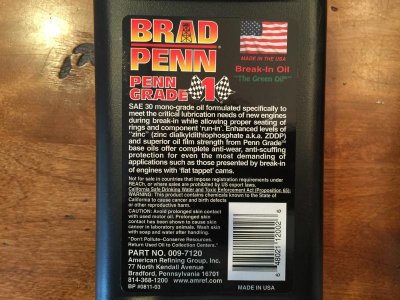 BRAD
PENN
PENN
GRADE 1
MADE IN THE USA
Break-In Oil
"The Green Oil"
SAE 30 mono-grade oil formulated specifically to
meet the critical lubrication needs of new engines
during break-in while allowing proper seating of
rings and component 'run-in'. Enhanced levels of
"zinc" (zinc dialkyldithiophosphate a.k.a. ZDDP)
and superior oil film strength from Penn Grade
base oils offer complete anti-wear, anti-scuffing
protection for even the most demanding of
applications such as those presented by break-in
of engines with 'flat tappet' cams.
Not for sale in countries that impose registration requirements under
REACH, or where sales are prohibited by US export laws.
California Safe Drinking Water and Toxic Enforcement Act (Proposition 65):
WARNING: This product contains chemicals known to the State of
California to cause cancer and birth defects
or other reproductive harm.
CAUTION: Avoid prolonged skin contact
with used motor oil. Prolonged skin
contact has been shown to cause skin
cancer in laboratory animals. Wash skin
with soap and water after handling.
"Don't Pollute-Conserve Resources.
Return Used Oil to Collection Centers."
PART NO. 009-7120
American Refining Group, Inc.
77 North Kendall Avenue
Bradford, Pennsylvania 16701
814-368-1200 www.amref.com
BP #0811-03
MADE IN USA